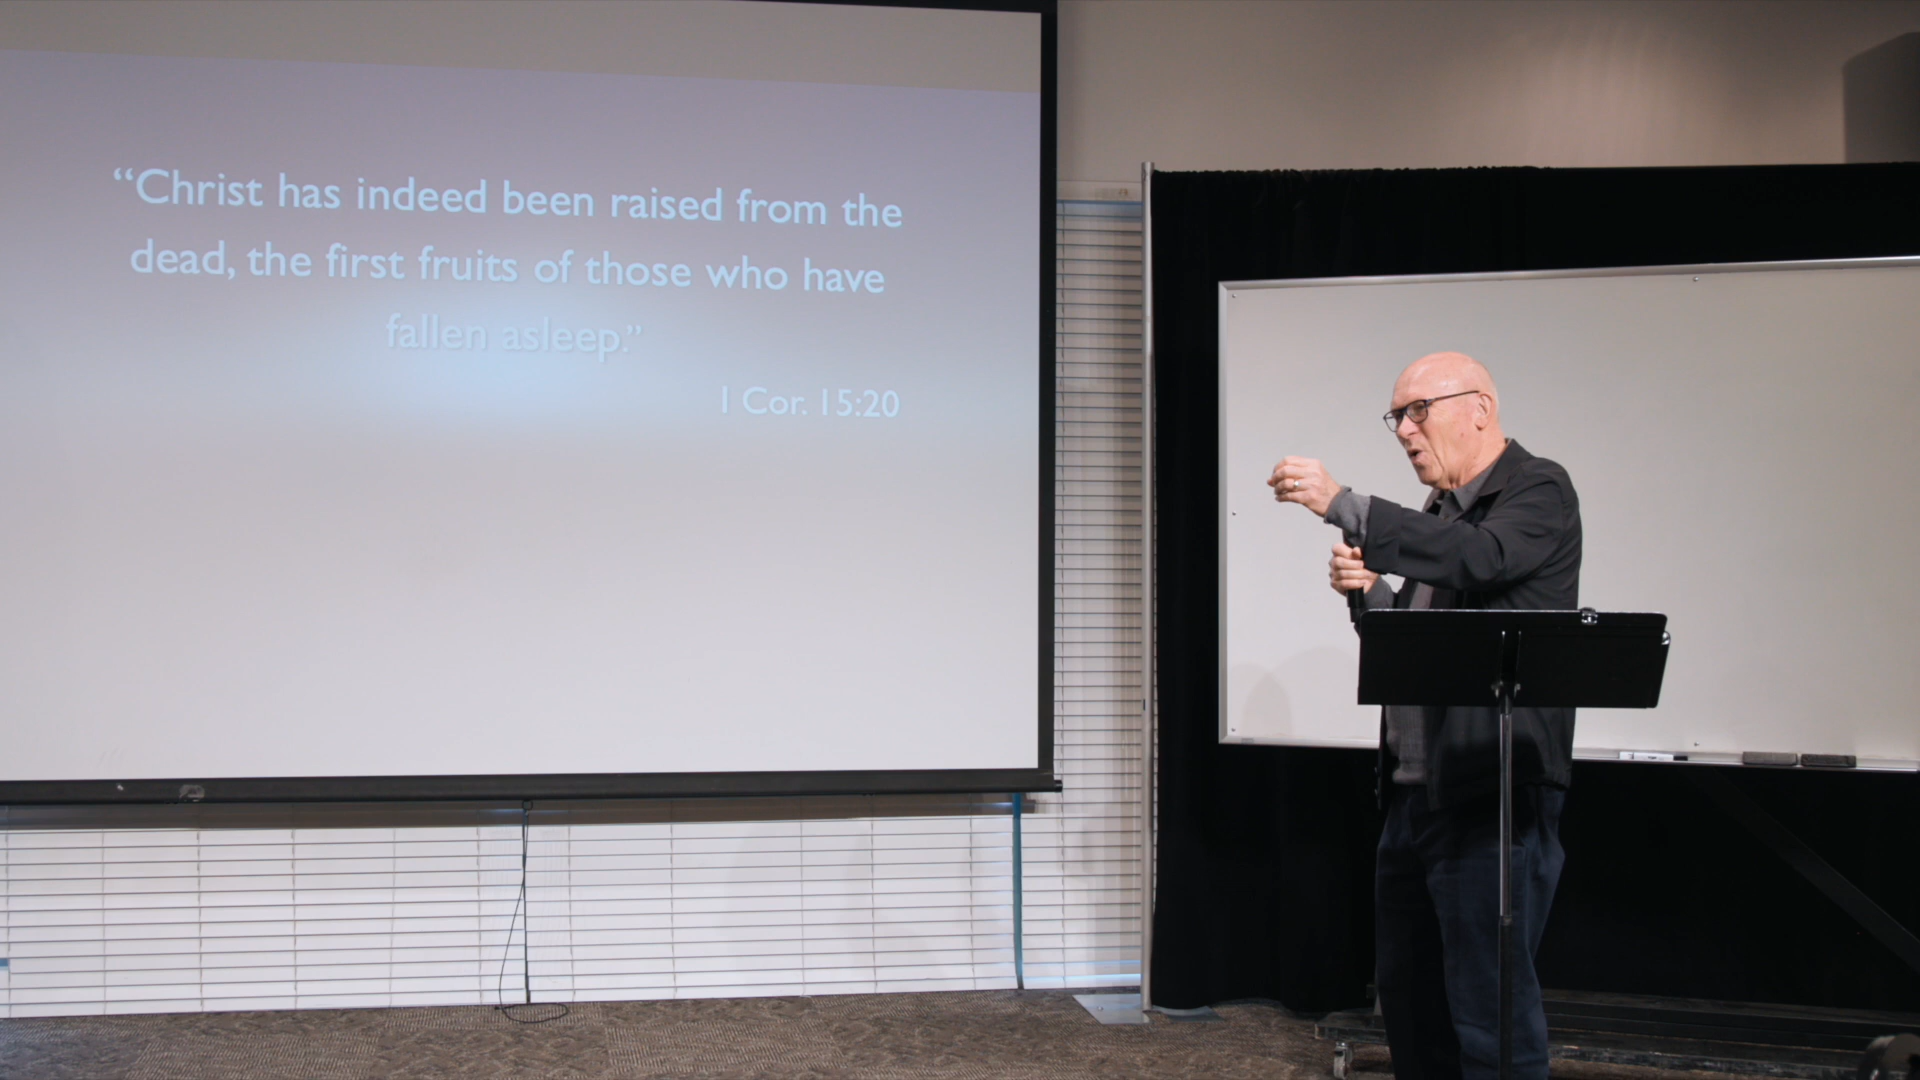 “Christ has indeed been raised from the
dead, the first fruits of those who have
fallen asleep.”
1 Cor. 15:20